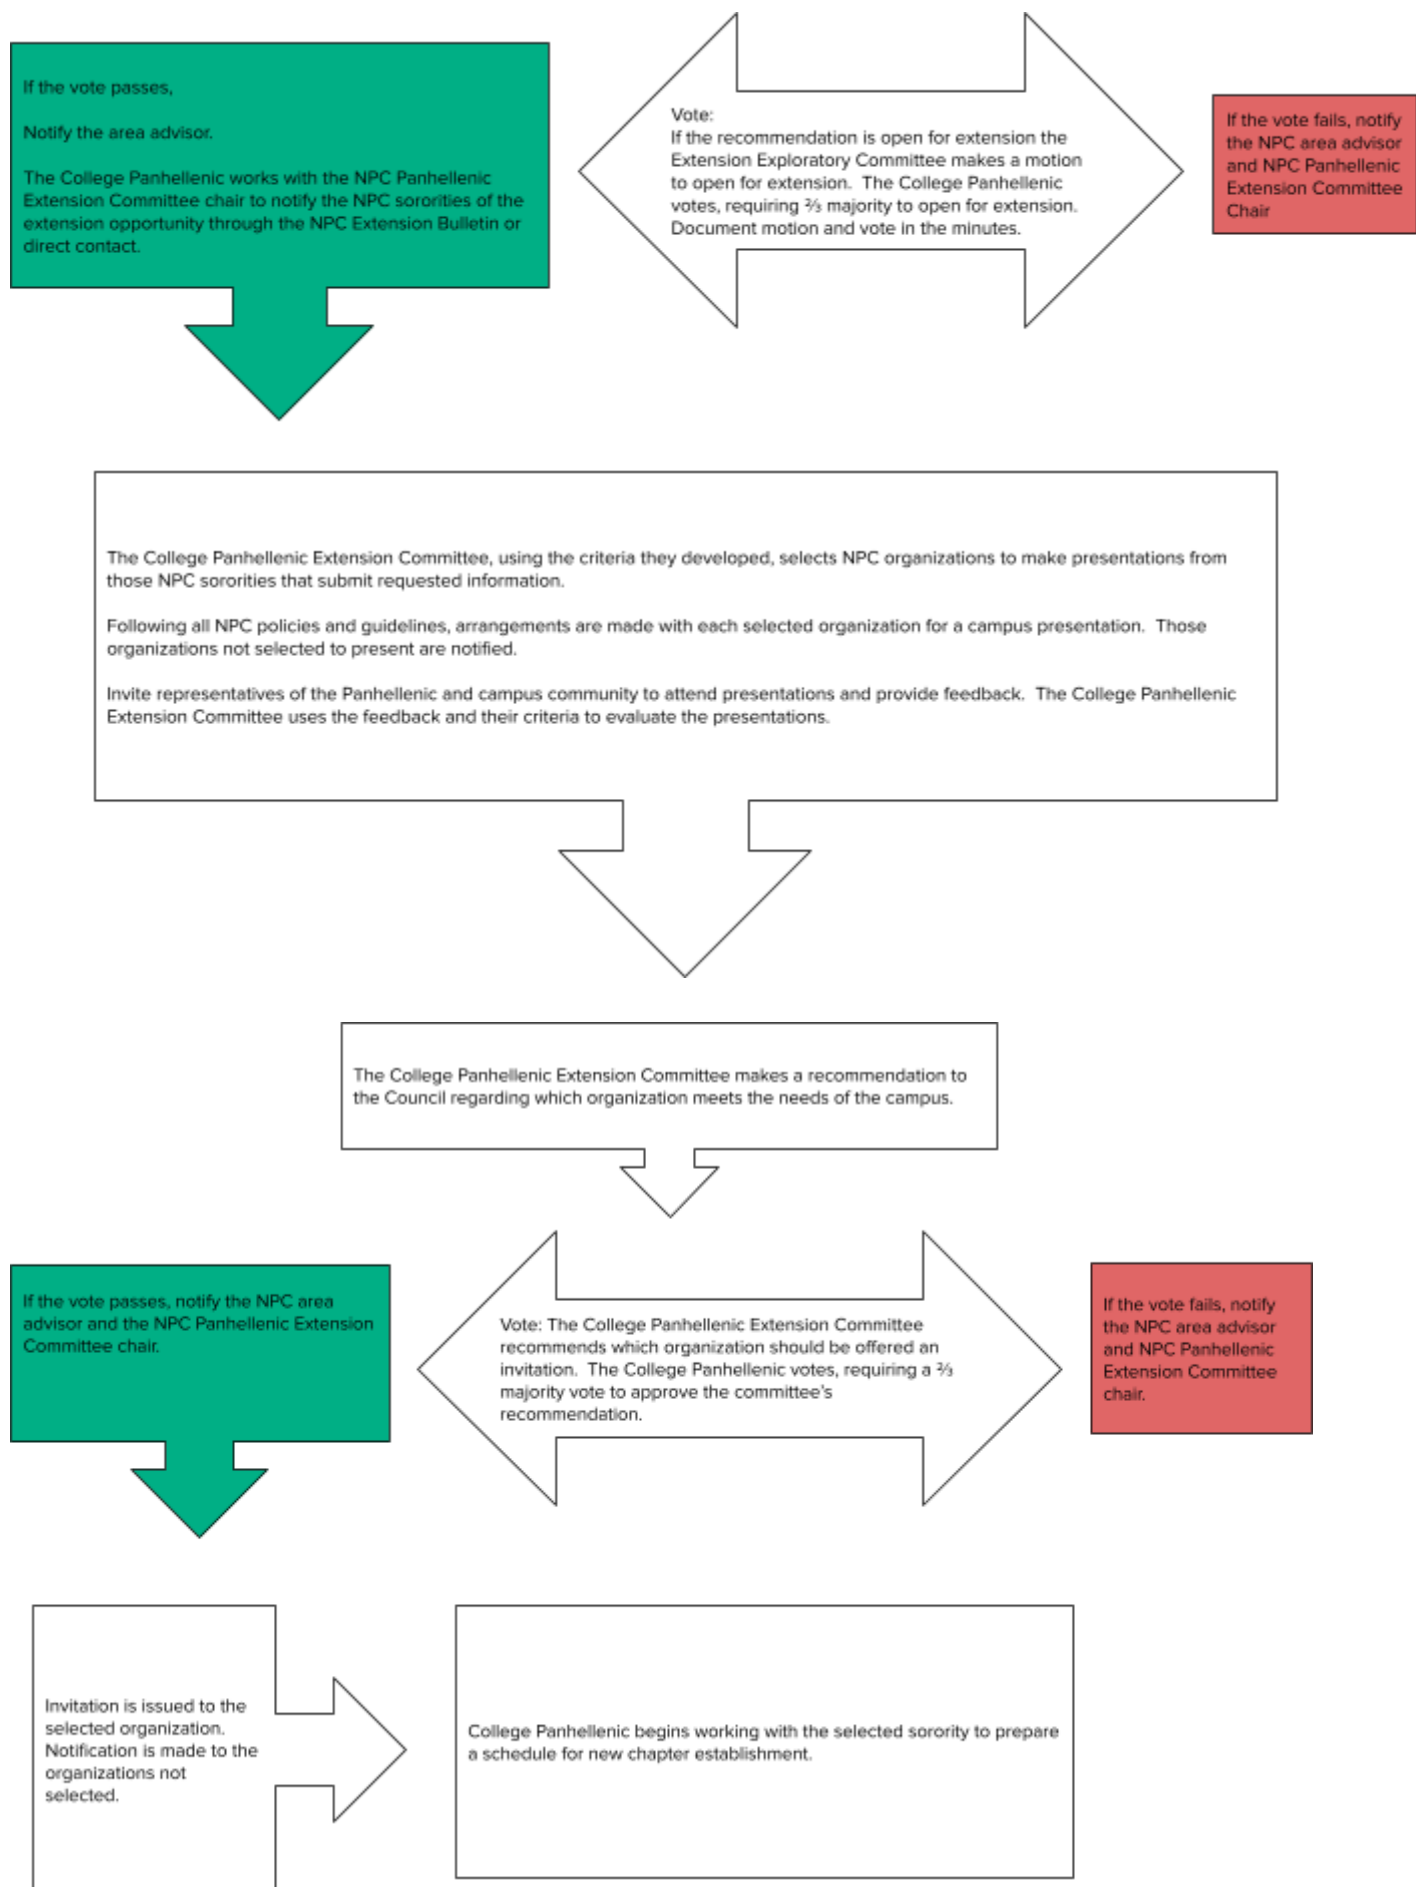 If the vote passes,
Notify the area advisor.
The College Panhellenic works with the NPC Panhellenic
Extension Committee chair to notify the NPC sororities of the
extension opportunity through the NPC Extension Bulletin or
direct contact.
Vote:
If the recommendation is open for extension the
Extension Exploratory Committee makes a motion
to open for extension.  The College Panhellenic
votes, requiring ⅔ majority to open for extension.
Document motion and vote in the minutes.
If the vote fails, notify
the NPC area advisor
and NPC Panhellenic
Extension Committee
Chair
The College Panhellenic Extension Committee, using the criteria they developed, selects NPC organizations to make presentations from
those NPC sororities that submit requested information.
Following all NPC policies and guidelines, arrangements are made with each selected organization for a campus presentation.  Those
organizations not selected to present are notified.
Invite representatives of the Panhellenic and campus community to attend presentations and provide feedback.  The College Panhellenic
Extension Committee uses the feedback and their criteria to evaluate the presentations.
The College Panhellenic Extension Committee makes a recommendation to
the Council regarding which organization meets the needs of the campus.
If the vote passes, notify the NPC area
advisor and the NPC Panhellenic Extension
Committee chair.
Vote: The College Panhellenic Extension Committee
recommends which organization should be offered an
invitation.  The College Panhellenic votes, requiring a ⅔
majority vote to approve the committee's
recommendation.
If the vote fails, notify
the NPC area advisor
and NPC Panhellenic
Extension Committee
chair.
Invitation is issued to the
selected organization.
Notification is made to the
organizations not
selected.
College Panhellenic begins working with the selected sorority to prepare
a schedule for new chapter establishment.